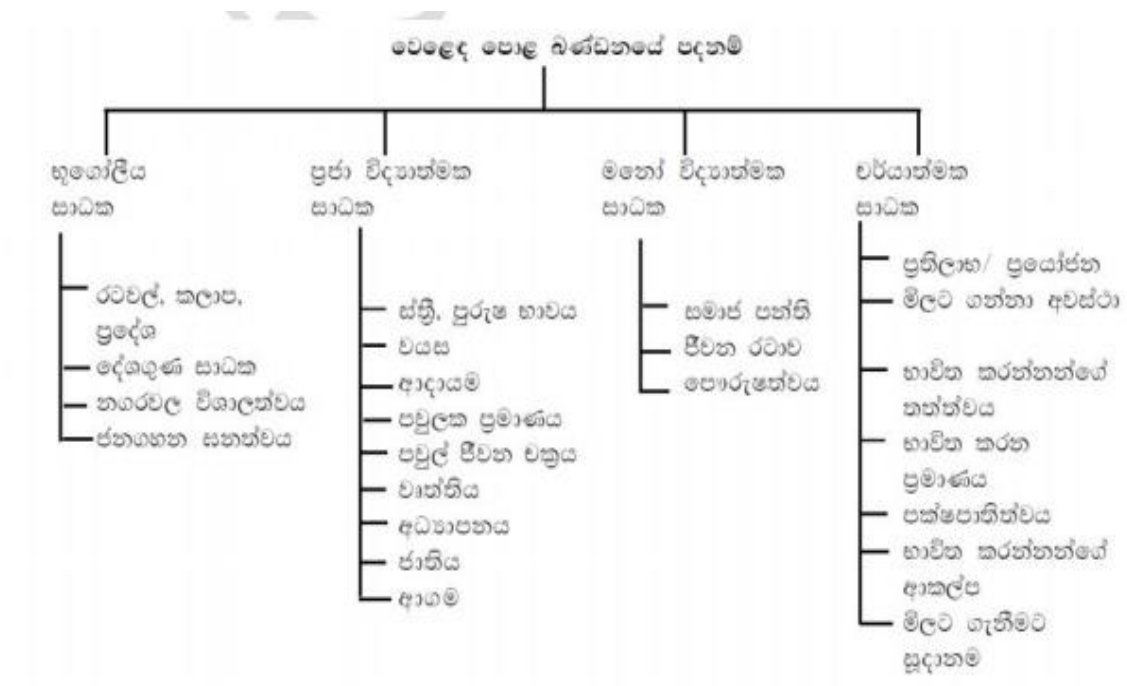 වෙළෙඳ පොළ ඛණ්ඩනයේ පදනම්
භූගෝලීය
සාධක
රටවල්, කලාප,
ප්‍රදේශ
දේශගුණ සාධක
නගරවල විශාලත්වය
ජනගහන ඝනත්වය
ප්‍රජා විද්‍යාත්මක
සාධක
ස්ත්‍රී, පුරුෂ භාවය
වයස
ආදායම
පවුලක ප්‍රමාණය
පවුල් ජීවන චක්‍රය
වෘත්තිය
අධ්‍යාපනය
ජාතිය
ආගම
මනෝ විද්‍යාත්මක
සාධක
සමාජ පන්ති
ජීවන රටාව
පෞරුෂත්වය
චර්යාත්මක
සාධක
ප්‍රතිලාභ/ ප්‍රයෝජන
මිලට ගන්නා අවස්ථා
භාවිත කරන්නන්ගේ
තත්ත්වය
භාවිත කරන
ප්‍රමාණය
පක්ෂපාතිත්වය
භාවිත කරන්නන්ගේ
ආකල්ප
මිලට ගැනීමට
සූදානම